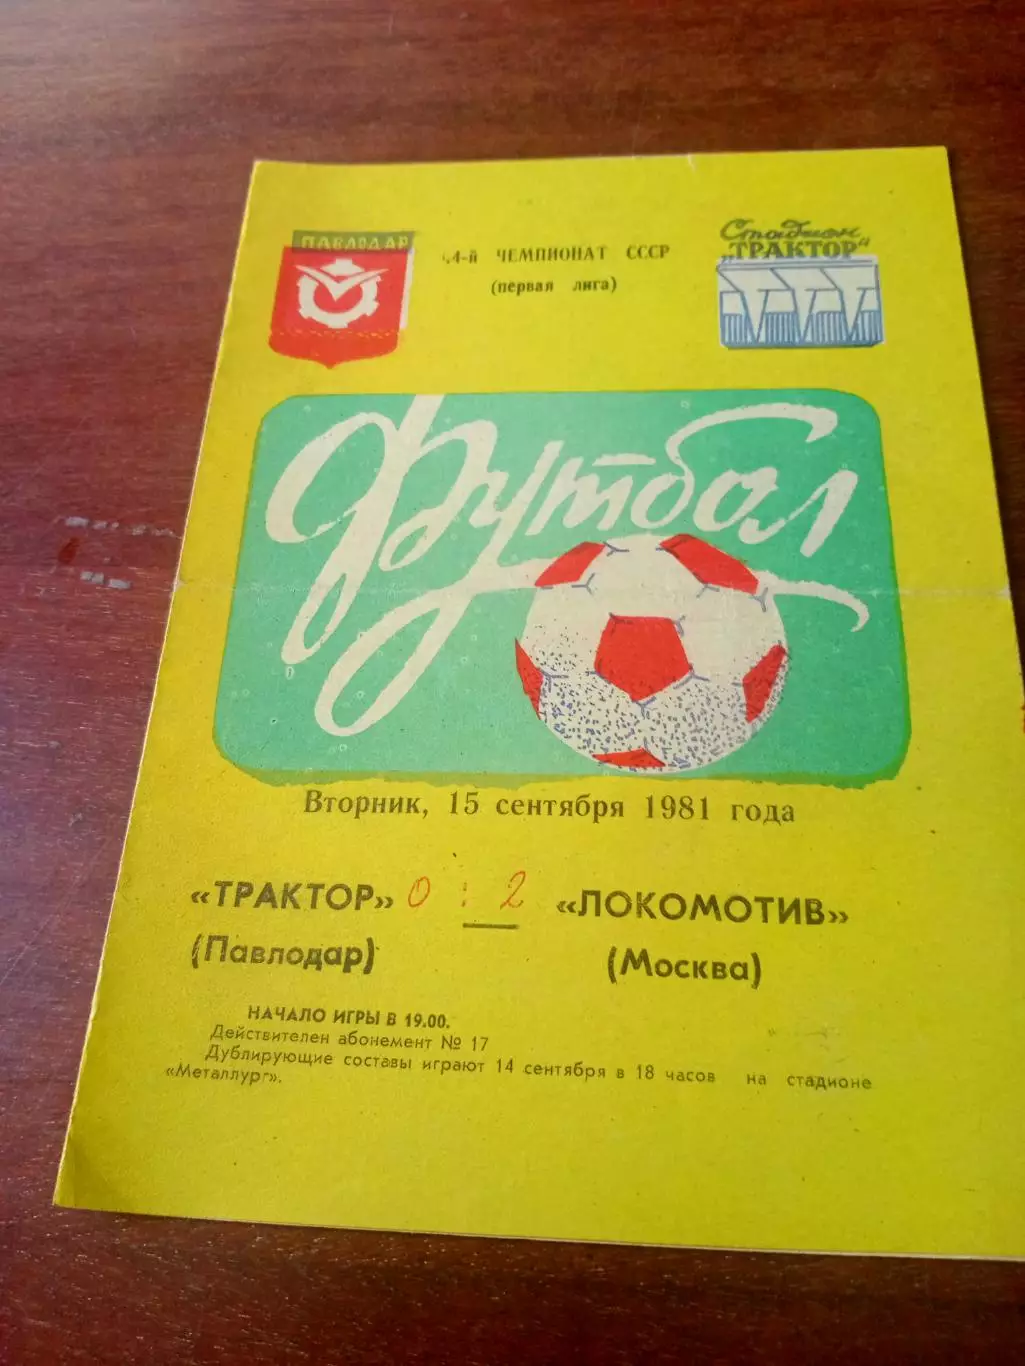 ПАВЛОДАР
4-й ЧЕМПИОНАТ СССР
(первая лига)
Стадион
„ТРАКТОР"
Футбол
Вторник, 15 сентября 1981 года
«ТРАКТОР» 0 : 2 «ЛОКОМОТИВ»
(Павлодар) (Москва)
НАЧАЛО ИГРЫ В 19.00.
Действителен абонемент № 17
Дублирующие составы играют 14 сентября в 18 часов на стадионе
«Металлург».